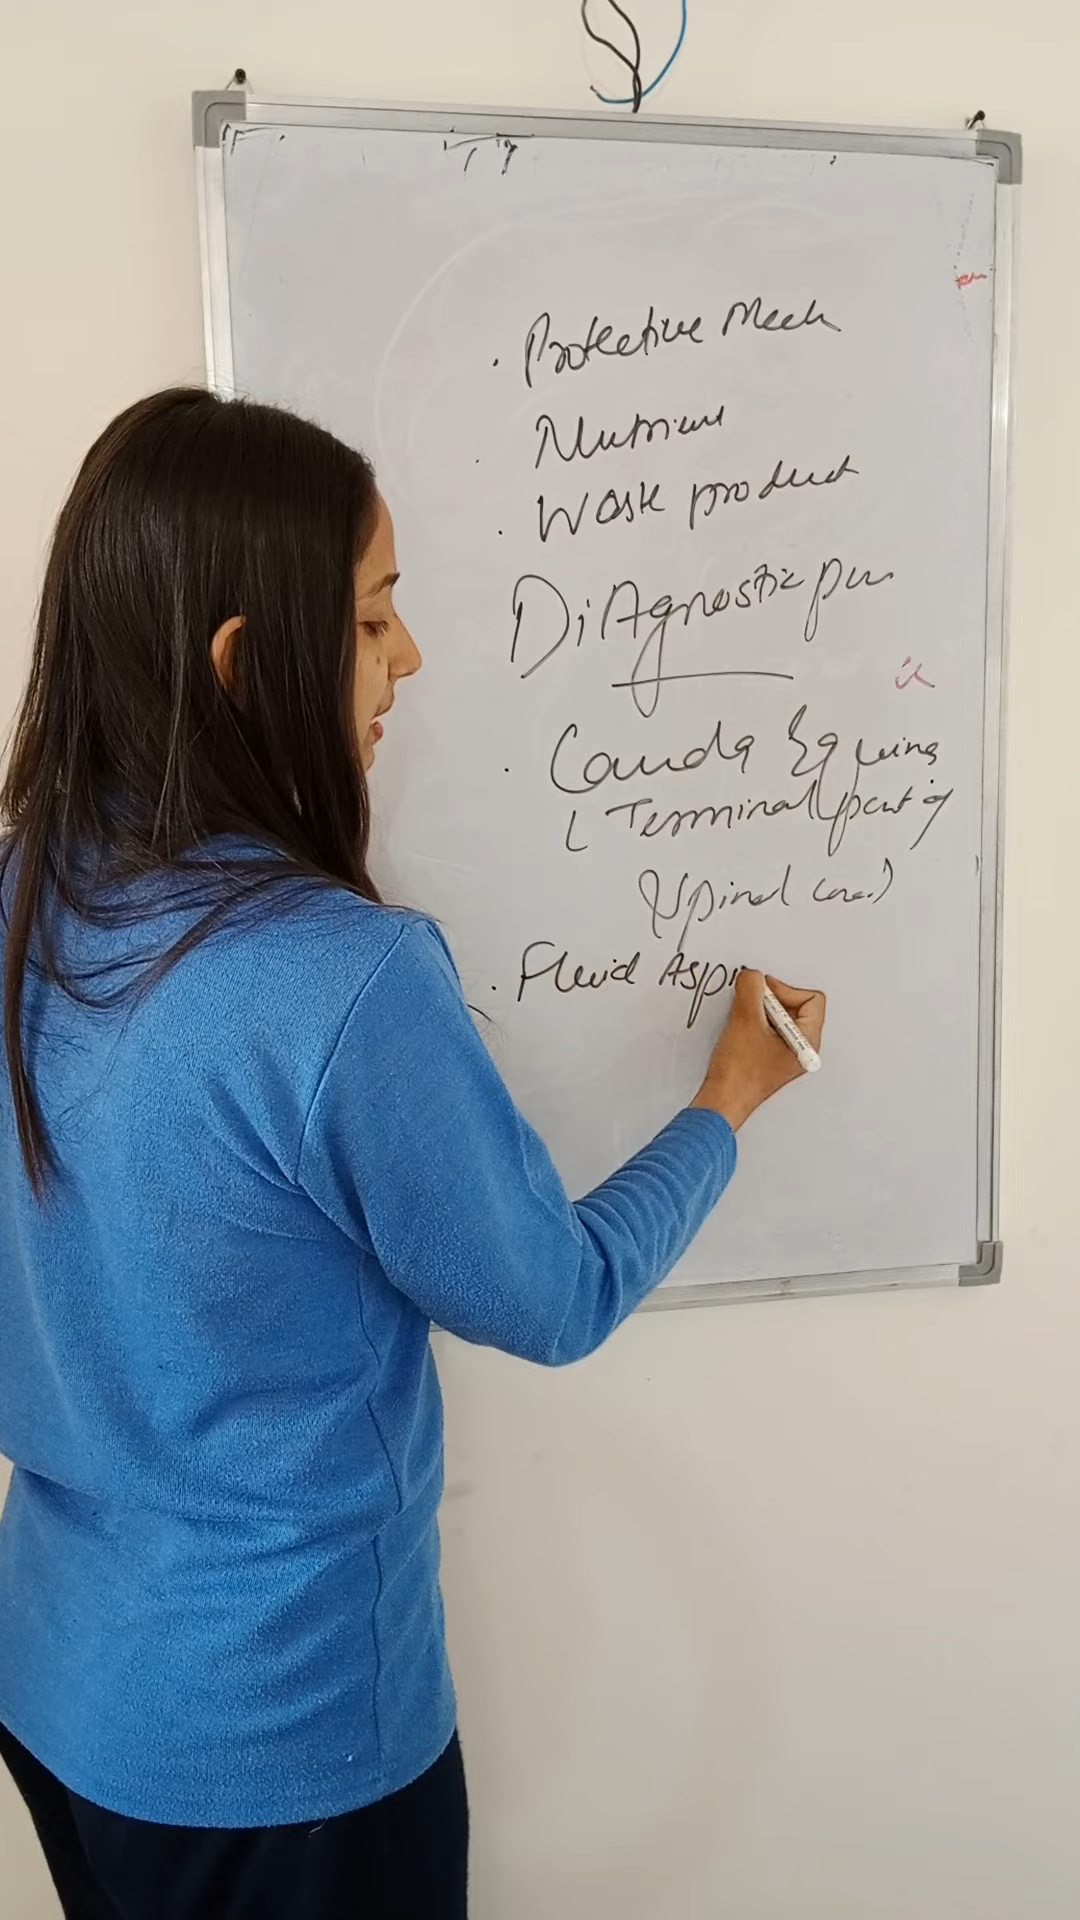 . Protective Mech
. Nutrient
. Waste product
DiAgnostic pur
. Cauda Equina
( Terminal part of
Spinal Cord)
. Fluid Aspi